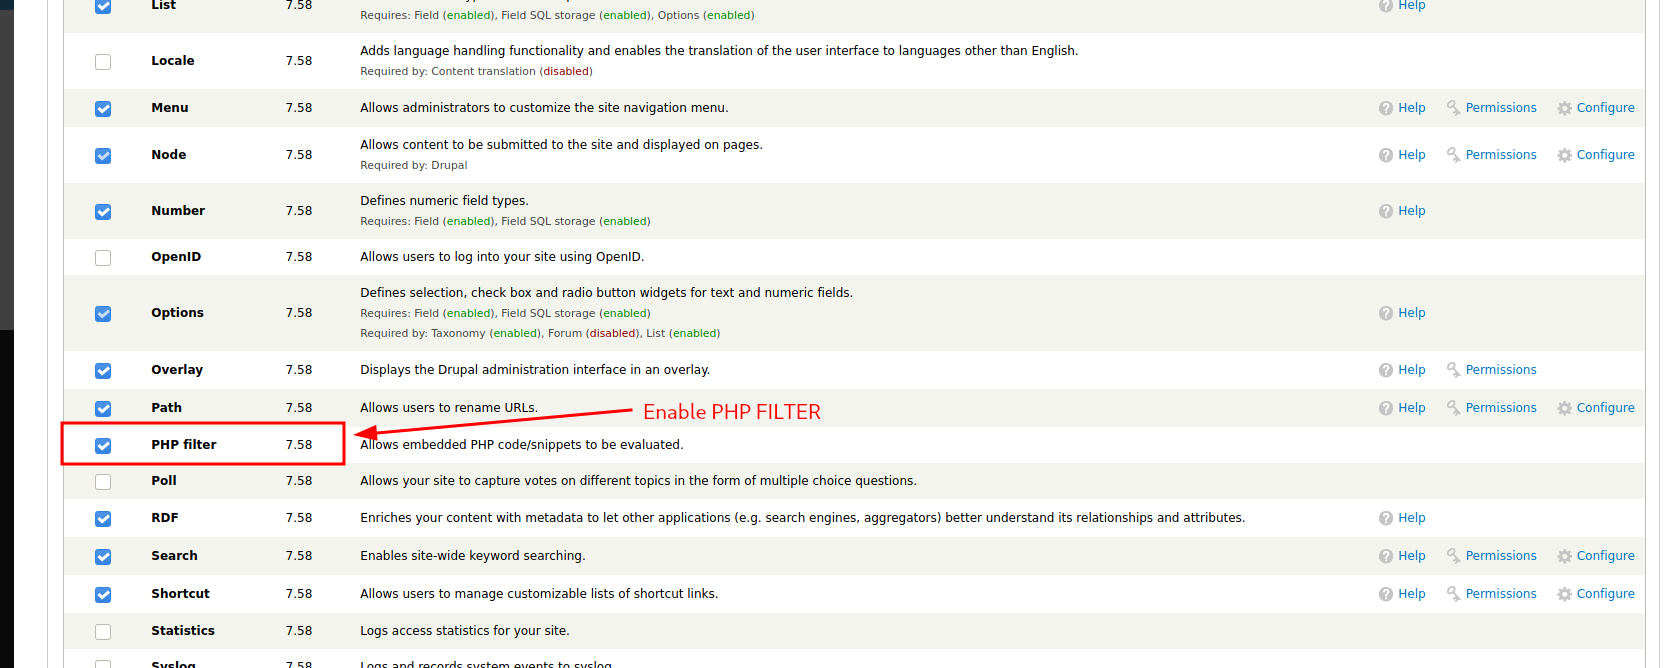 List 7.58 Help
Requires: Field (enabled), Field SQL storage (enabled), Options (enabled)
Adds language handling functionality and enables the translation of the user interface to languages other than English.
Locale 7.58
Required by: Content translation (disabled)
Menu 7.58 Allows administrators to customize the site navigation menu. Help Permissions Configure
Allows content to be submitted to the site and displayed on pages.
Node 7.58 Help Permissions Configure
Required by: Drupal
Defines numeric field types.
Number 7.58 Help
Requires: Field (enabled), Field SQL storage (enabled)
OpenID 7.58 Allows users to log into your site using OpenID.
Defines selection, check box and radio button widgets for text and numeric fields.
Options 7.58 Requires: Field (enabled), Field SQL storage (enabled) Help
Required by: Taxonomy (enabled), Forum (disabled), List (enabled)
Overlay 7.58 Displays the Drupal administration interface in an overlay. Help Permissions
Path 7.58 Allows users to rename URLs. Help Permissions Configure
Enable PHP FILTER
PHP filter 7.58 Allows embedded PHP code/snippets to be evaluated.
Poll 7.58 Allows your site to capture votes on different topics in the form of multiple choice questions.
RDF 7.58 Enriches your content with metadata to let other applications (e.g. search engines, aggregators) better understand its relationships and attributes. Help
Search 7.58 Enables site-wide keyword searching. Help Permissions Configure
Shortcut 7.58 Allows users to manage customizable lists of shortcut links. Help Permissions Configure
Statistics 7.58 Logs access statistics for your site.
Syslog 7.58 Logs and records system events to syslog.